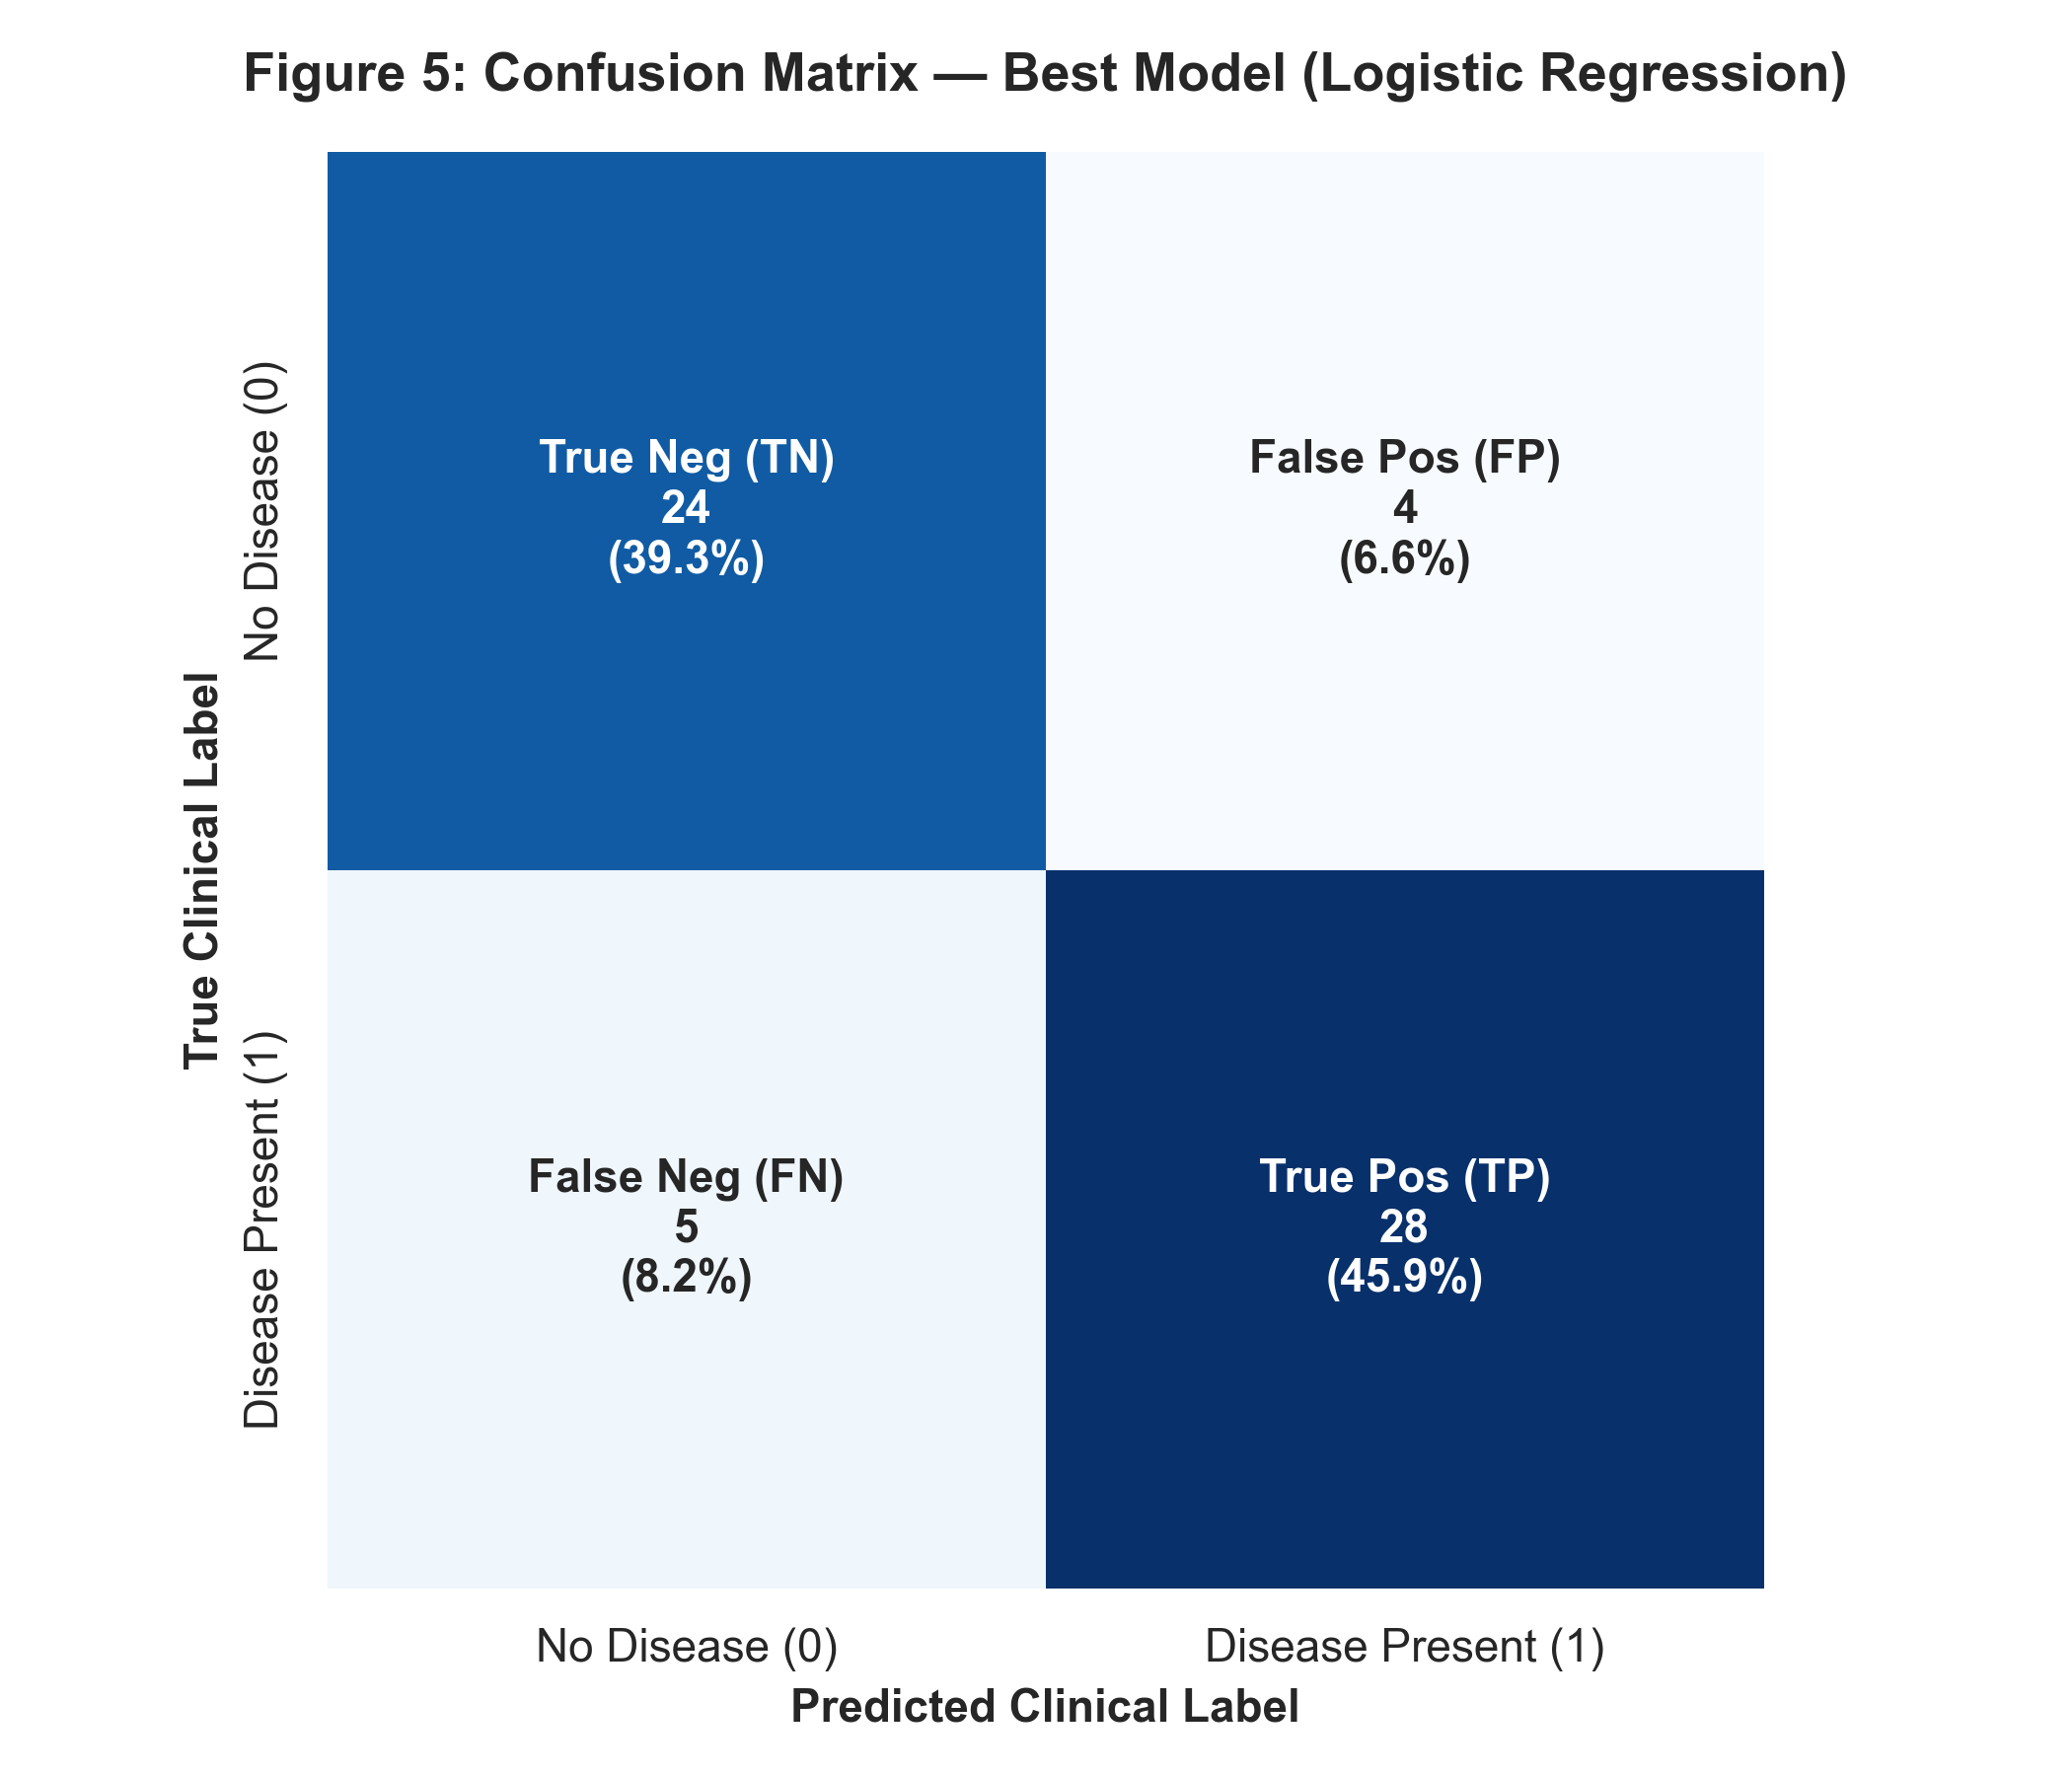 Figure 5: Confusion Matrix — Best Model (Logistic Regression)
True Clinical Label
No Disease (0)
True Neg (TN)
24
(39.3%)
False Pos (FP)
4
(6.6%)
Disease Present (1)
False Neg (FN)
5
(8.2%)
True Pos (TP)
28
(45.9%)
No Disease (0)
Disease Present (1)
Predicted Clinical Label